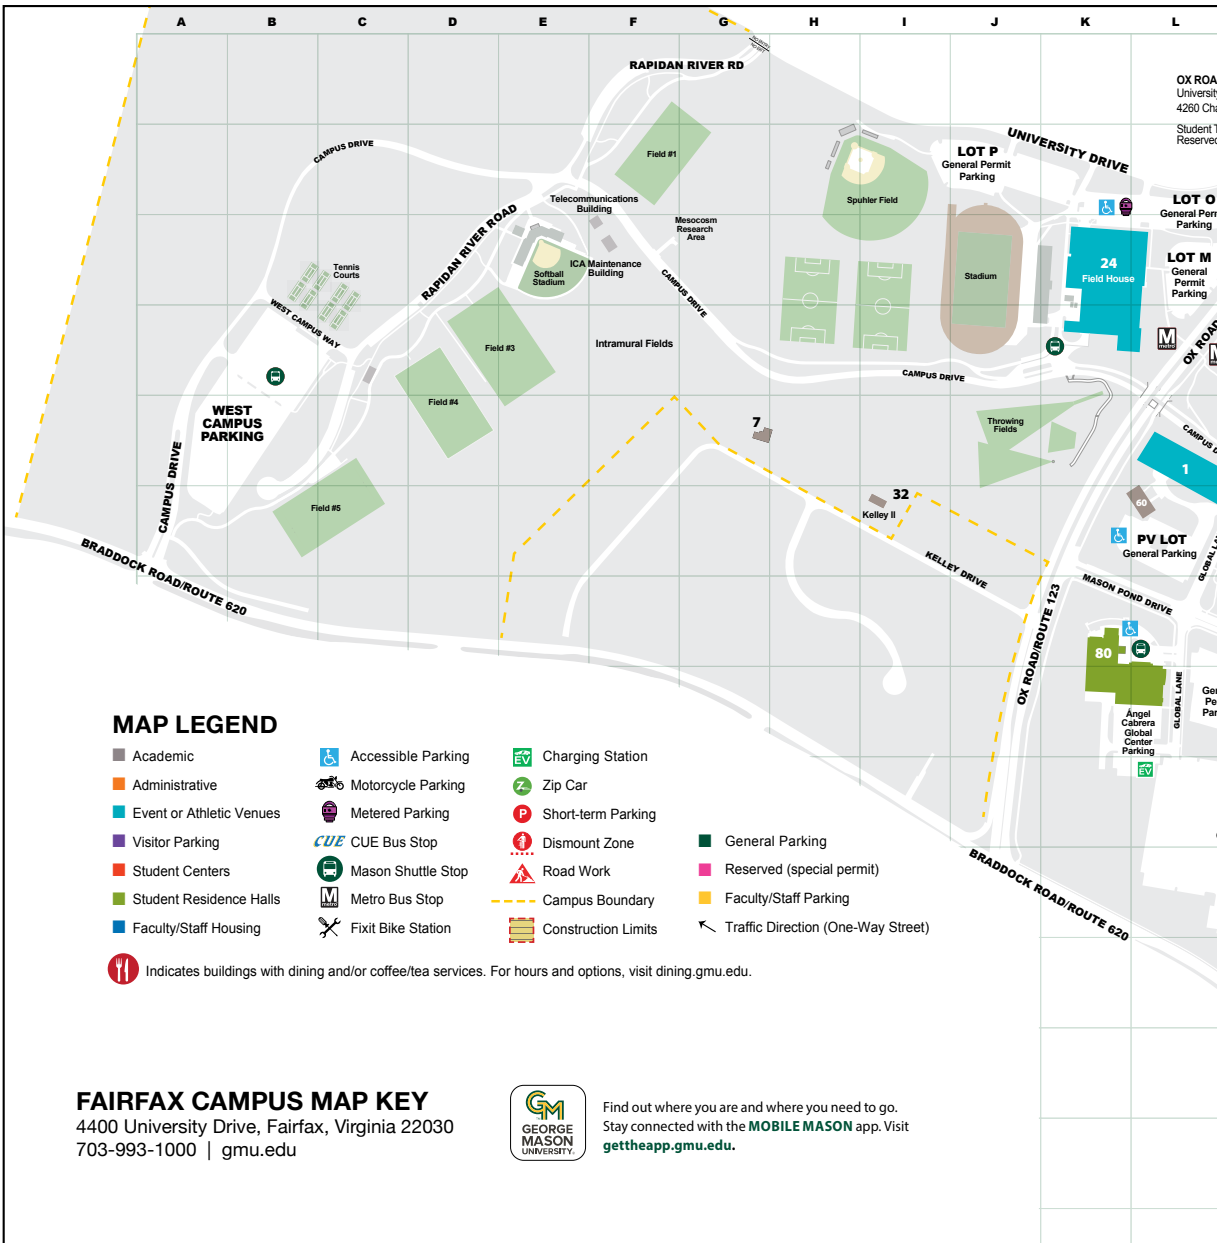 A B C D E F G H I J K L
RAPIDAN RIVER RD
OX ROA
University
4260 Cha
Student T
Reserved
UNIVERSITY DRIVE
CAMPUS DRIVE
Field #1
LOT P
General Permit
Parking
Telecommunications
Building
Spuhler Field
LOT O
General Perm
Parking
RAPIDAN RIVER ROAD
Mesocosm
Research
Area
Tennis
Courts
Softball
Stadium
ICA Maintenance
Building
CAMPUS DRIVE
Stadium
24
Field House
LOT M
General
Permit
Parking
WEST CAMPUS WAY
Field #3
Intramural Fields
M
metro
M
OX ROAD
CAMPUS DRIVE
Field #4
WEST
CAMPUS
PARKING
7
Throwing
Fields
CAMPUS D
CAMPUS DRIVE
1
Field #5
32
Kelley II
60
PV LOT
General Parking
GLOBAL LAN
BRADDOCK ROAD/ROUTE 620
KELLEY DRIVE
MASON POND DRIVE
OX ROAD/ROUTE 123
80
GLOBAL LANE
Gen
Pe
Par
Angel
Cabrera
Global
Center
Parking
EV
MAP LEGEND
Academic
Administrative
Event or Athletic Venues
Visitor Parking
Student Centers
Student Residence Halls
Faculty/Staff Housing
Accessible Parking
Motorcycle Parking
Metered Parking
CUE CUE Bus Stop
Mason Shuttle Stop
M metro Metro Bus Stop
Fixit Bike Station
EV Charging Station
Z Zip Car
P Short-term Parking
Dismount Zone
Road Work
Campus Boundary
Construction Limits
General Parking
Reserved (special permit)
Faculty/Staff Parking
Traffic Direction (One-Way Street)
BRADDOCK ROAD/ROUTE 620
Indicates buildings with dining and/or coffee/tea services. For hours and options, visit dining.gmu.edu.
FAIRFAX CAMPUS MAP KEY
4400 University Drive, Fairfax, Virginia 22030
703-993-1000 | gmu.edu
GM
GEORGE
MASON
UNIVERSITY.
Find out where you are and where you need to go.
Stay connected with the MOBILE MASON app. Visit
gettheapp.gmu.edu.